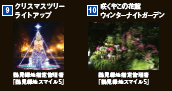 9 クリスマスツリー
ライトアップ
鶴見緑地指定管理者
「鶴見緑地スマイル5」
10 咲くやこの花館
ウィンターナイトガーデン
鶴見緑地指定管理者
「鶴見緑地スマイル5」